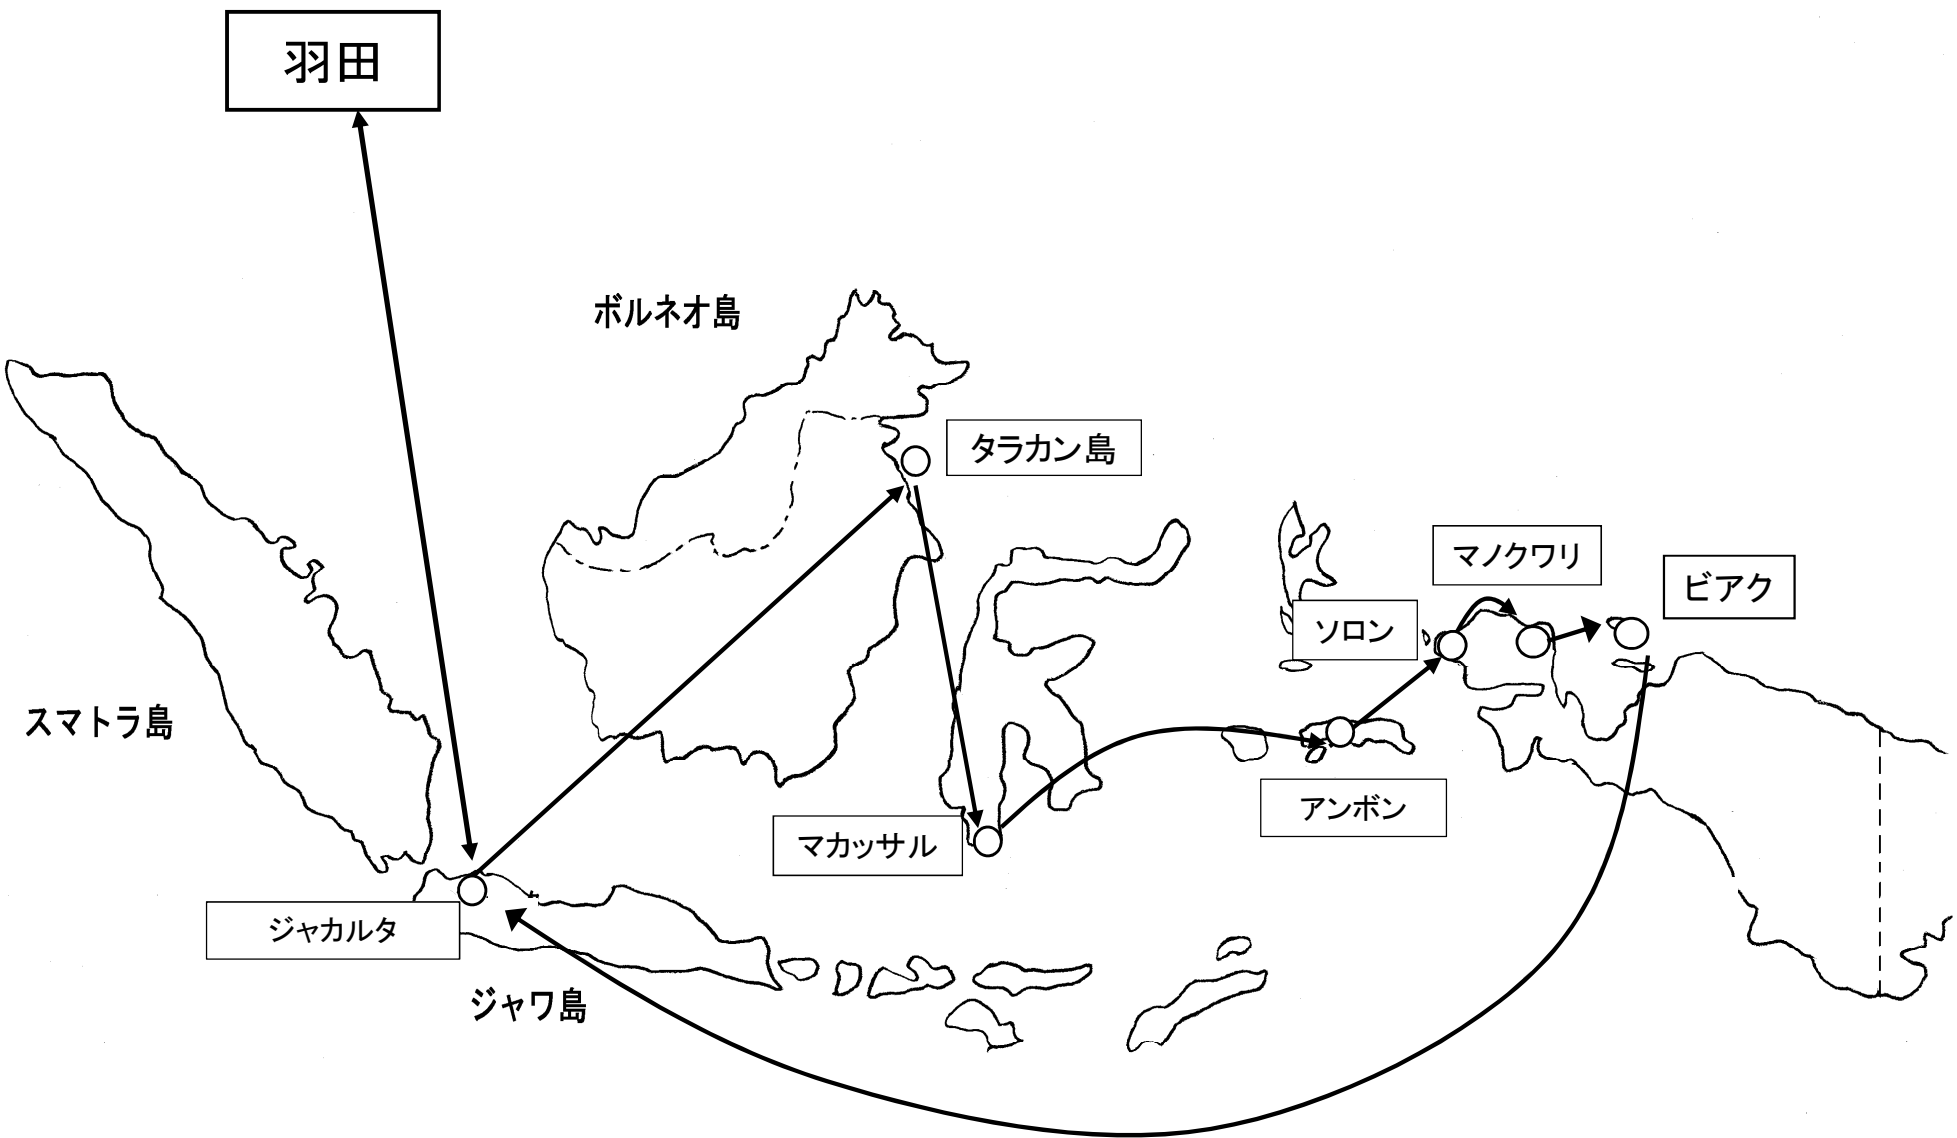 羽田
ボルネオ島
タラカン島
マノクワリ
ビアク
ソロン
スマトラ島
アンボン
マカッサル
ジャカルタ
ジャワ島